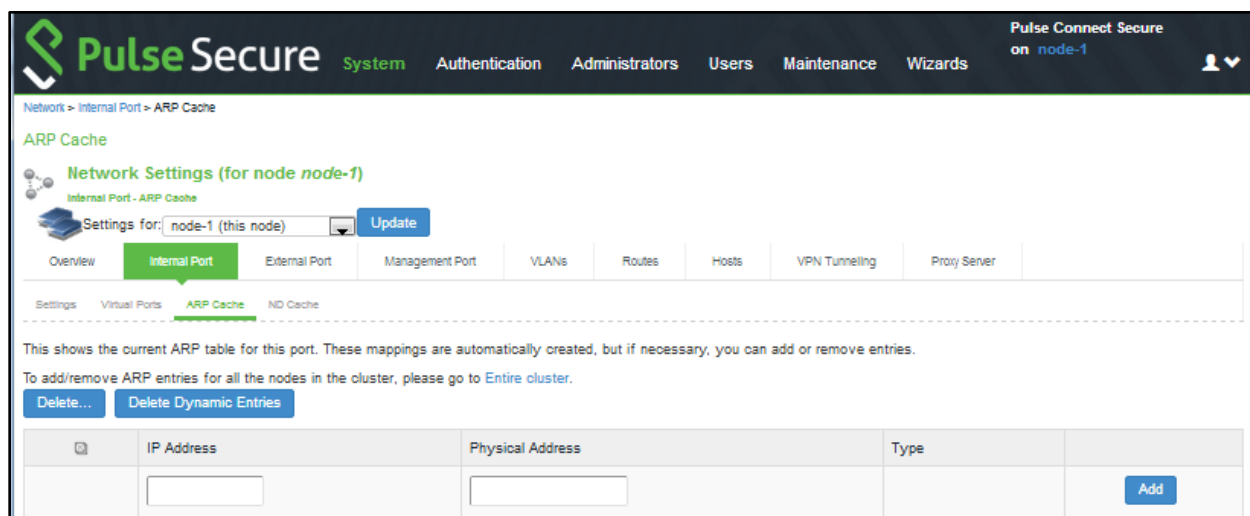 Pulse Secure
System Authentication Administrators Users Maintenance Wizards
Pulse Connect Secure
on node-1
Network > Internal Port > ARP Cache
ARP Cache
Network Settings (for node node-1)
Internal Port - ARP Cache
Settings for: node-1 (this node) Update
Overview Internal Port External Port Management Port VLANs Routes Hosts VPN Tunneling Proxy Server
Settings Virtual Ports ARP Cache ND Cache
This shows the current ARP table for this port. These mappings are automatically created, but if necessary, you can add or remove entries.
To add/remove ARP entries for all the nodes in the cluster, please go to Entire cluster.
Delete... Delete Dynamic Entries
IP Address Physical Address Type
Add